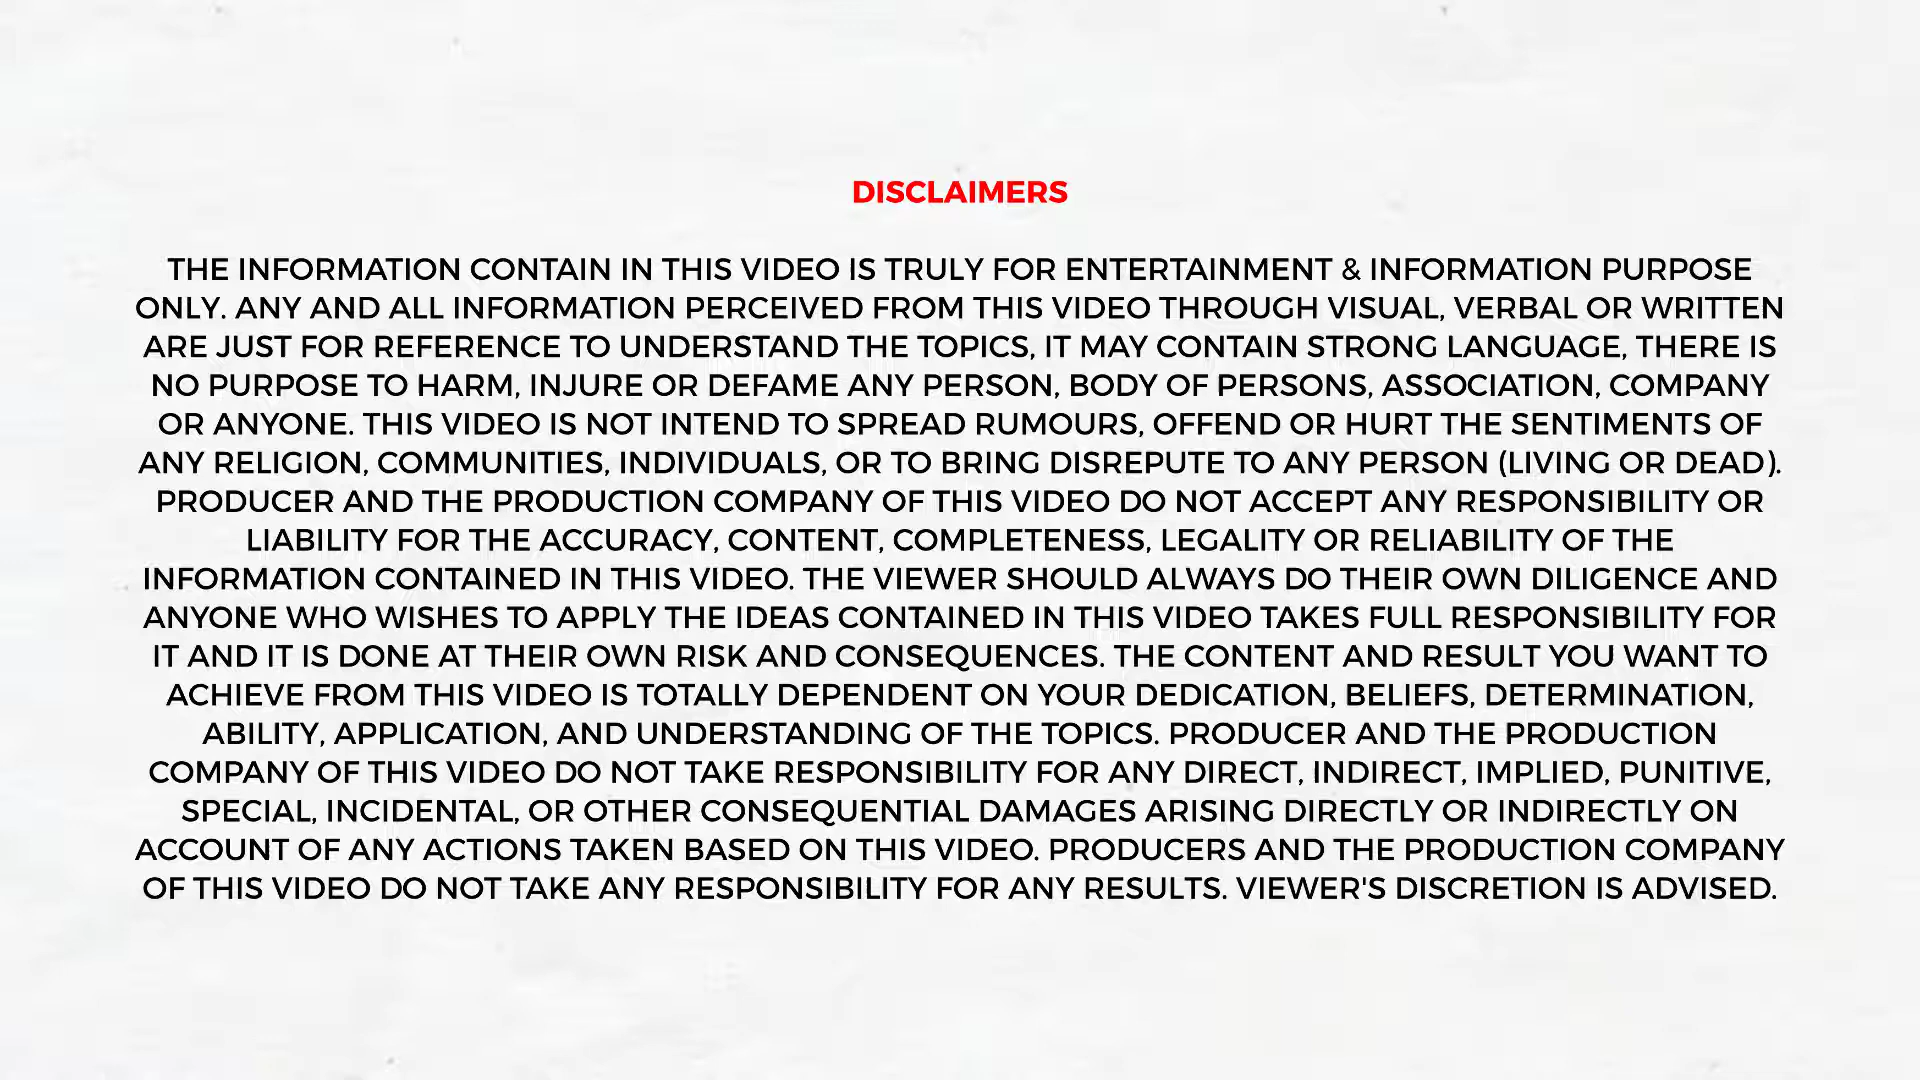 DISCLAIMERS
THE INFORMATION CONTAIN IN THIS VIDEO IS TRULY FOR ENTERTAINMENT & INFORMATION PURPOSE
ONLY. ANY AND ALL INFORMATION PERCEIVED FROM THIS VIDEO THROUGH VISUAL, VERBAL OR WRITTEN
ARE JUST FOR REFERENCE TO UNDERSTAND THE TOPICS, IT MAY CONTAIN STRONG LANGUAGE, THERE IS
NO PURPOSE TO HARM, INJURE OR DEFAME ANY PERSON, BODY OF PERSONS, ASSOCIATION, COMPANY
OR ANYONE. THIS VIDEO IS NOT INTEND TO SPREAD RUMOURS, OFFEND OR HURT THE SENTIMENTS OF
ANY RELIGION, COMMUNITIES, INDIVIDUALS, OR TO BRING DISREPUTE TO ANY PERSON (LIVING OR DEAD).
PRODUCER AND THE PRODUCTION COMPANY OF THIS VIDEO DO NOT ACCEPT ANY RESPONSIBILITY OR
LIABILITY FOR THE ACCURACY, CONTENT, COMPLETENESS, LEGALITY OR RELIABILITY OF THE
INFORMATION CONTAINED IN THIS VIDEO. THE VIEWER SHOULD ALWAYS DO THEIR OWN DILIGENCE AND
ANYONE WHO WISHES TO APPLY THE IDEAS CONTAINED IN THIS VIDEO TAKES FULL RESPONSIBILITY FOR
IT AND IT IS DONE AT THEIR OWN RISK AND CONSEQUENCES. THE CONTENT AND RESULT YOU WANT TO
ACHIEVE FROM THIS VIDEO IS TOTALLY DEPENDENT ON YOUR DEDICATION, BELIEFS, DETERMINATION,
ABILITY, APPLICATION, AND UNDERSTANDING OF THE TOPICS. PRODUCER AND THE PRODUCTION
COMPANY OF THIS VIDEO DO NOT TAKE RESPONSIBILITY FOR ANY DIRECT, INDIRECT, IMPLIED, PUNITIVE,
SPECIAL, INCIDENTAL, OR OTHER CONSEQUENTIAL DAMAGES ARISING DIRECTLY OR INDIRECTLY ON
ACCOUNT OF ANY ACTIONS TAKEN BASED ON THIS VIDEO. PRODUCERS AND THE PRODUCTION COMPANY
OF THIS VIDEO DO NOT TAKE ANY RESPONSIBILITY FOR ANY RESULTS. VIEWER'S DISCRETION IS ADVISED.